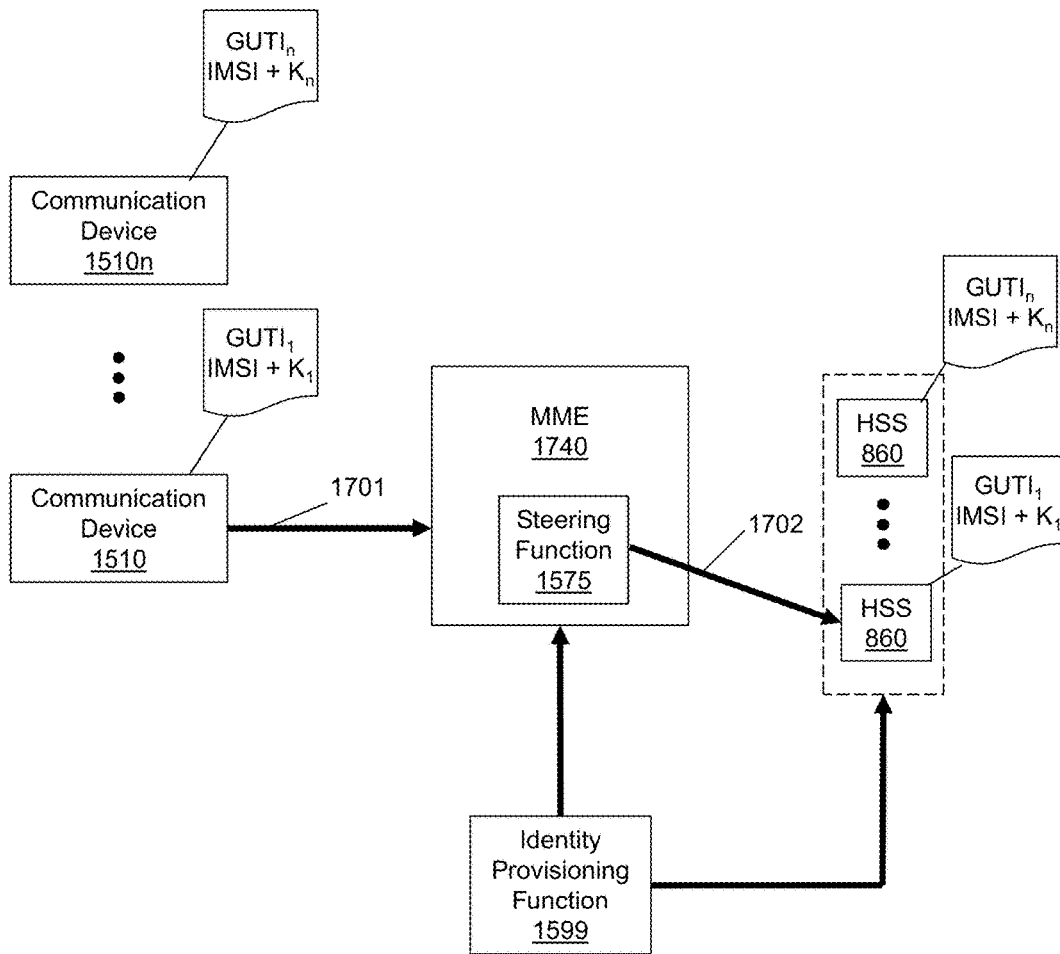 GUTIn
IMSI + Kn
Communication
Device
1510n
GUTI1
IMSI + K1
Communication
Device
1510
1701
MME
1740
Steering
Function
1575
1702
GUTIn
IMSI + Kn
HSS
860
GUTI1
IMSI + K1
HSS
860
Identity
Provisioning
Function
1599